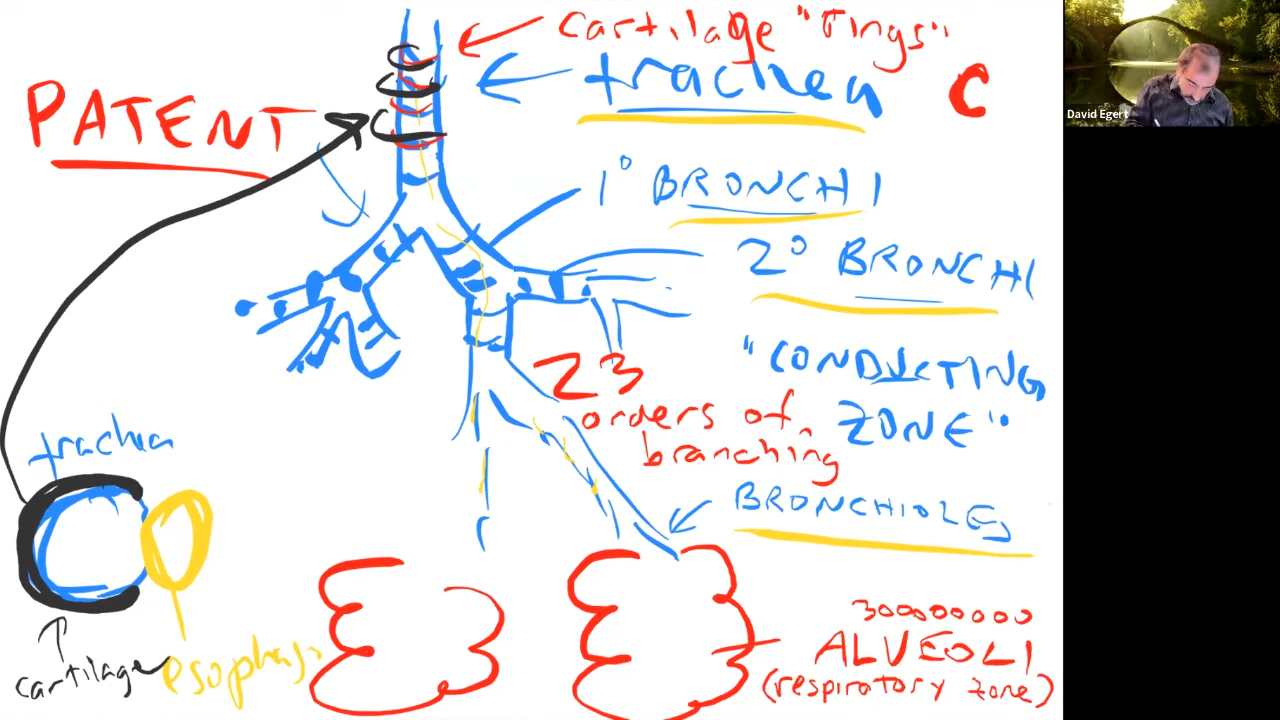 cartilage "rings"
trachea C
PATENT
1° BRONCHI
2° BRONCHI
"CONDUCTING
ZONE"
23
orders of
branching
BRONCHIOLES
trachea
cartilage
esophagus
300000000
ALVEOLI
(respiratory zone)
David Egert